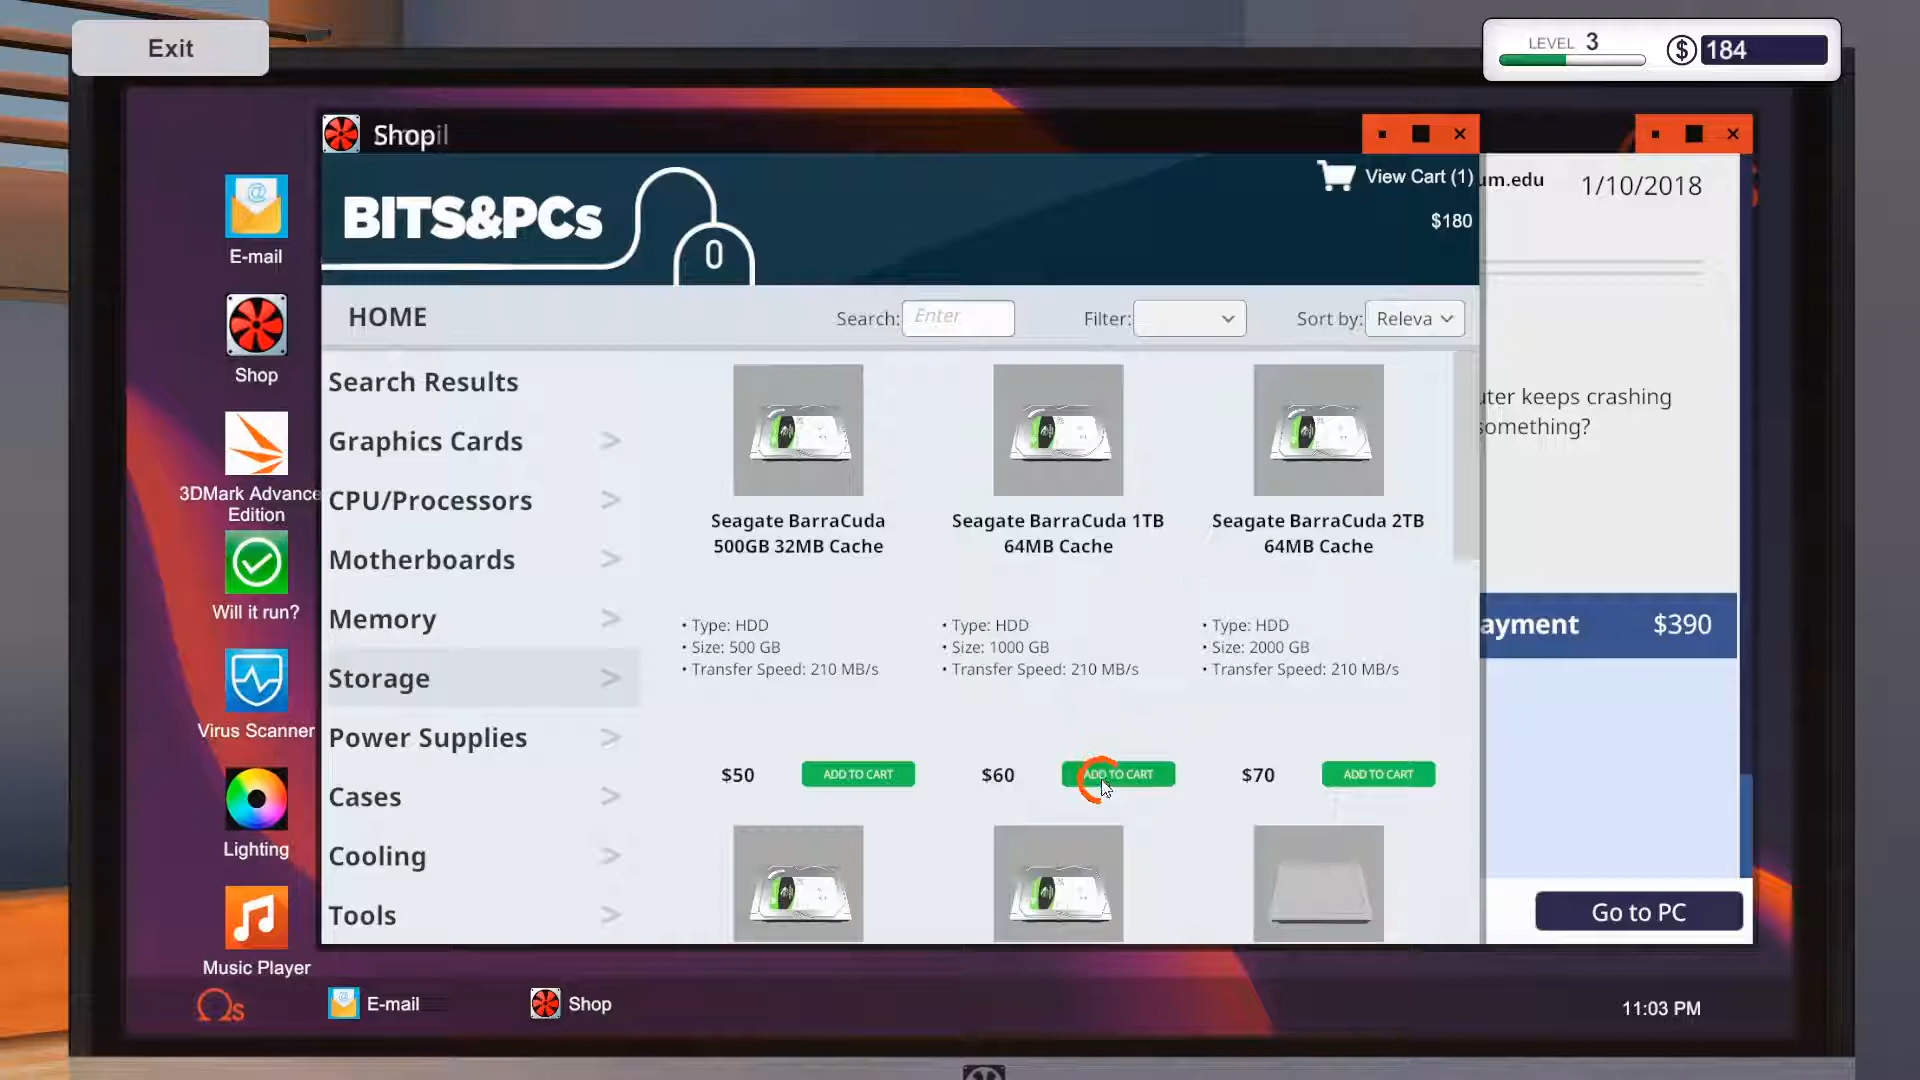 Exit
LEVEL 3
$ 184
Shop
BITS&PCs
View Cart (1)
$180
um.edu
1/10/2018
HOME
Search: Enter
Filter:
Sort by: Releva
E-mail
Shop
3DMark Advance
Edition
Will it run?
Virus Scanner
Lighting
Music Player
Search Results
Graphics Cards >
CPU/Processors >
Motherboards >
Memory >
Storage >
Power Supplies >
Cases >
Cooling >
Tools >
Seagate BarraCuda
500GB 32MB Cache
• Type: HDD
• Size: 500 GB
• Transfer Speed: 210 MB/s
$50 ADD TO CART
Seagate BarraCuda 1TB
64MB Cache
• Type: HDD
• Size: 1000 GB
• Transfer Speed: 210 MB/s
$60 ADD TO CART
Seagate BarraCuda 2TB
64MB Cache
• Type: HDD
• Size: 2000 GB
• Transfer Speed: 210 MB/s
$70 ADD TO CART
uter keeps crashing
something?
ayment $390
Go to PC
Ωs
E-mail
Shop
11:03 PM